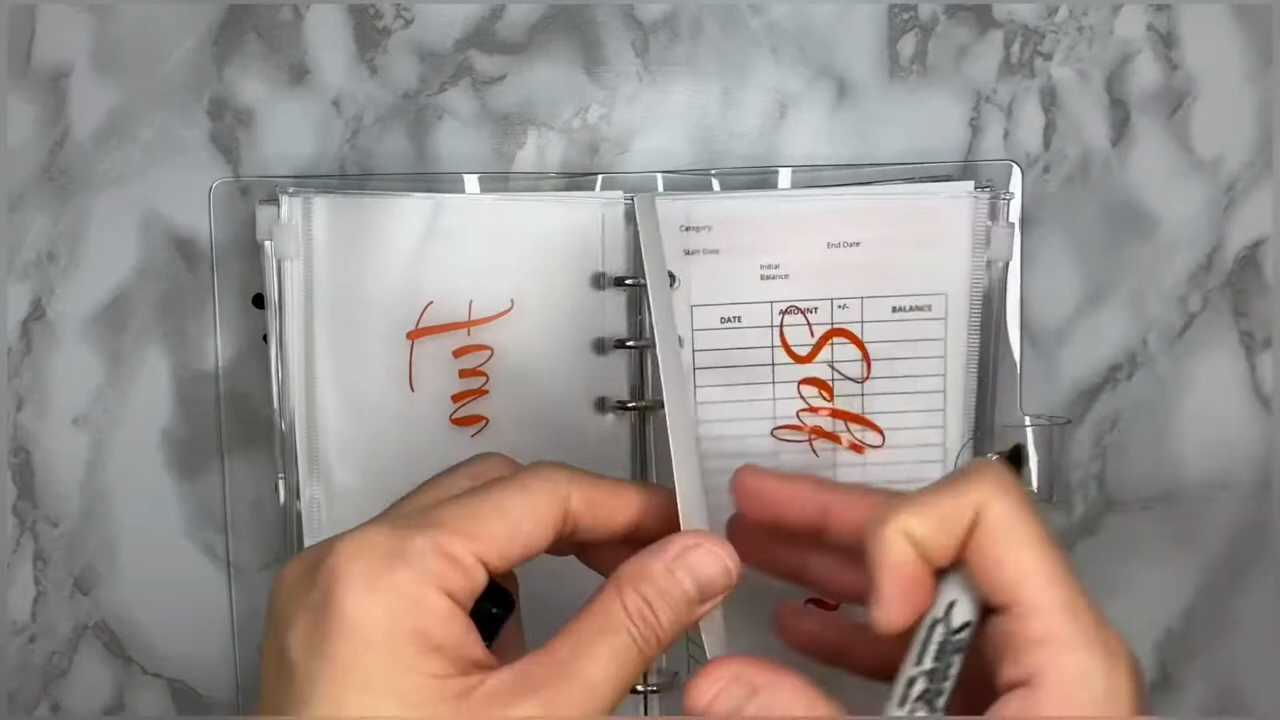 Category:
Start Date:
End Date:
Initial
Balance:
DATE
AMOUNT
+/-
BALANCE
Self